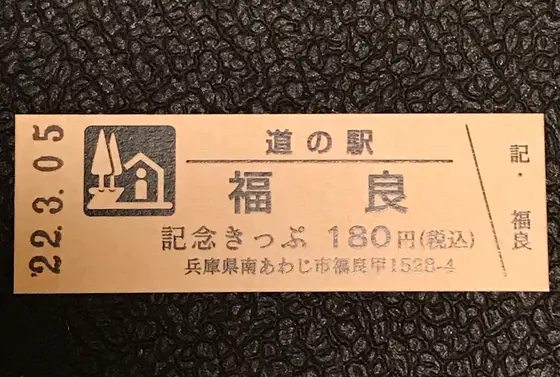 '22.3.05
道の駅
福良
記念きっぷ 180円(税込)
兵庫県南あわじ市福良甲1528-4
記・福良